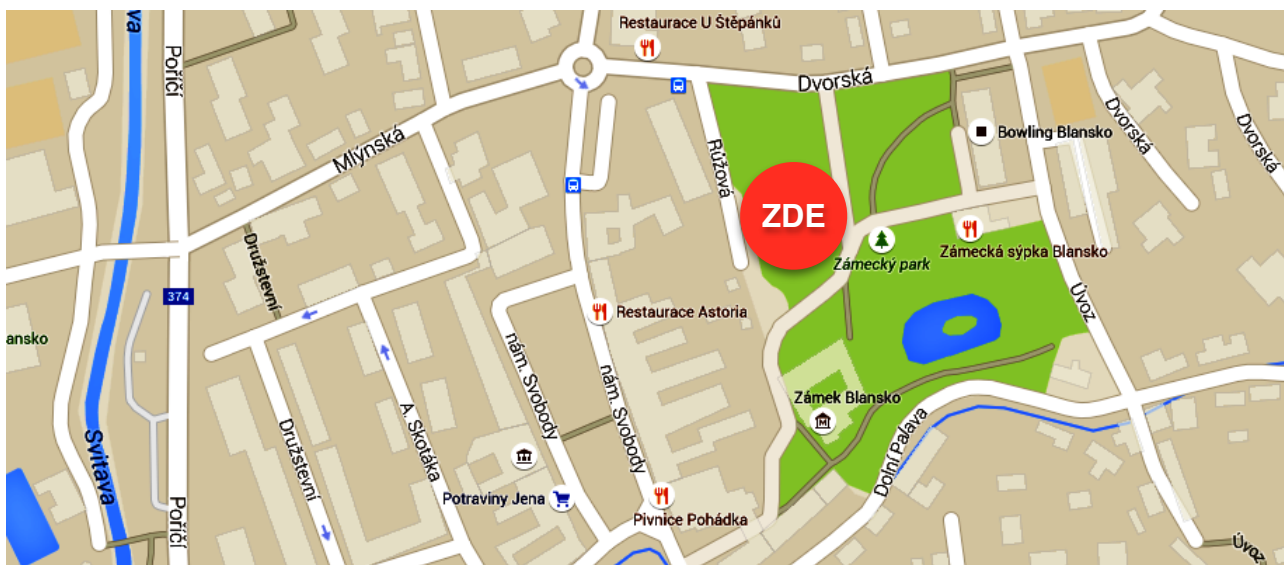 tava
Restaurace U Štěpánků
Poříčí
Dvorská
Dvorská
Dvorská
Bowling Blansko
Mlýnská
Růžová
ZDE
Družstevní
Zámecká sýpka Blansko
Zámecký park
374
Restaurace Astoria
Úvoz
ansko
nám. Svobody
nám. Svobody
Zámek Blansko
A. Skotáka
Družstevní
Dolní Palava
Svitava
Potraviny Jena
Pivnice Pohádka
Poříčí
Úvoz